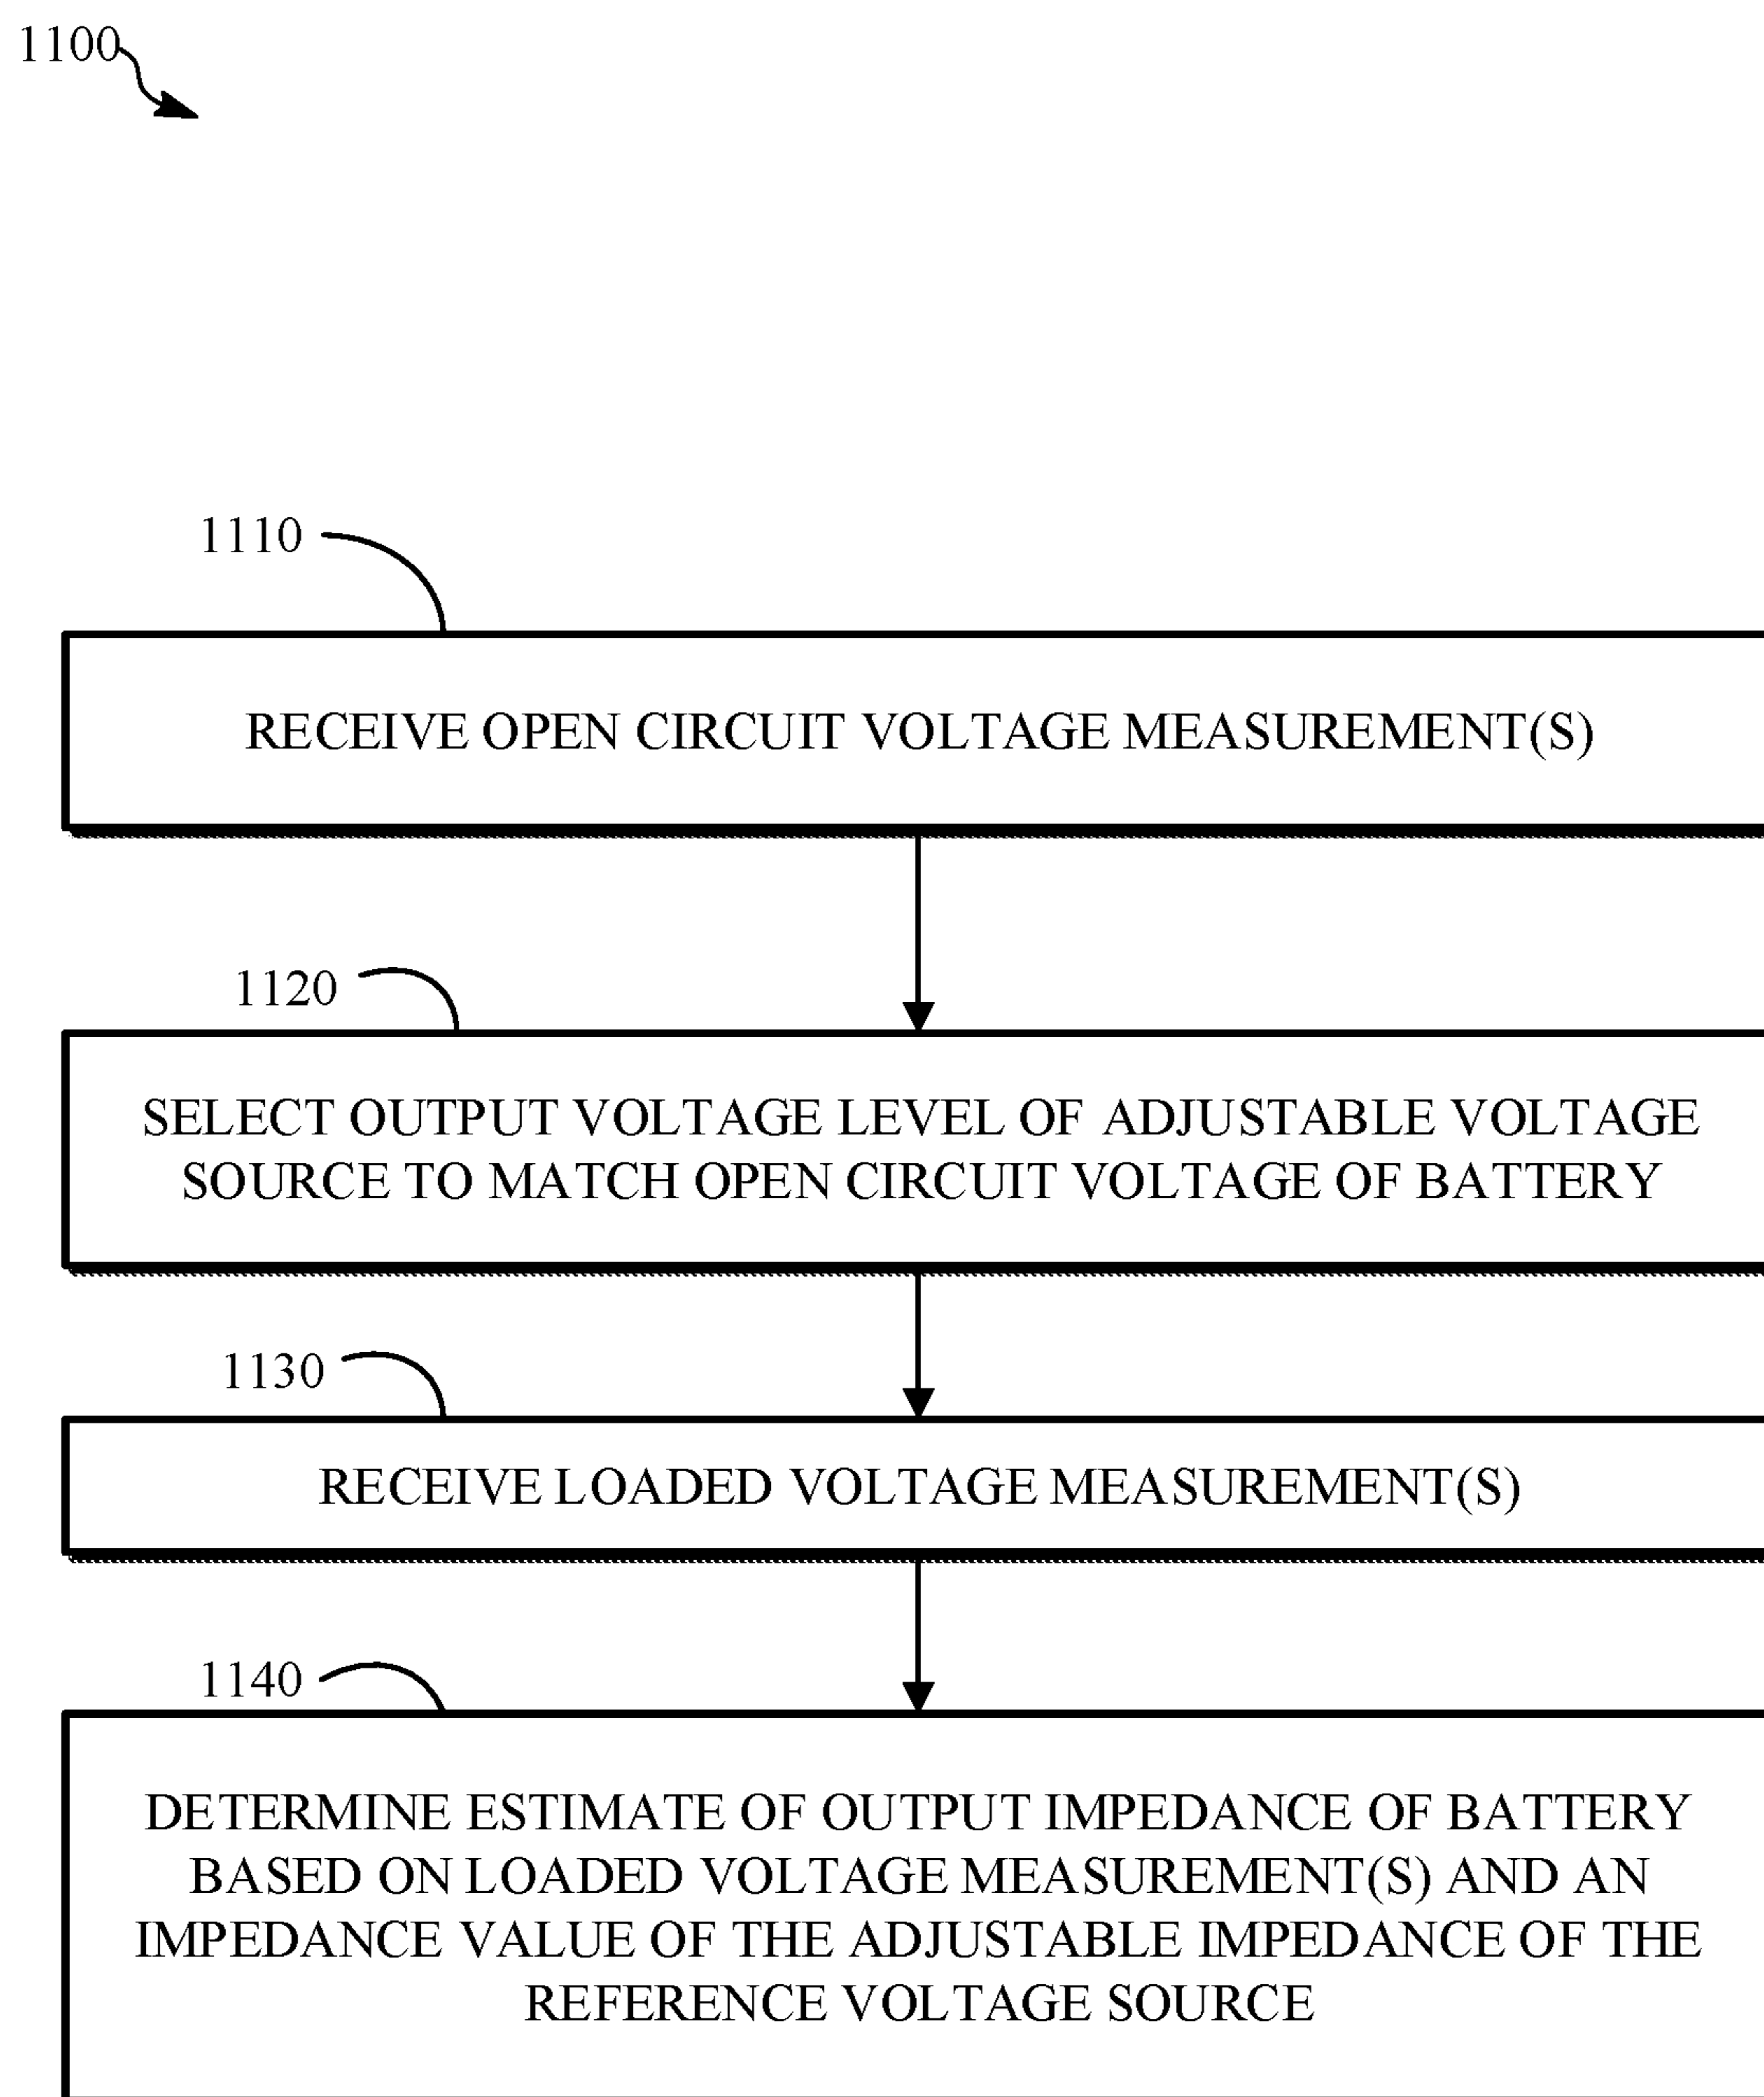 1100
1110
RECEIVE OPEN CIRCUIT VOLTAGE MEASUREMENT(S)
1120
SELECT OUTPUT VOLTAGE LEVEL OF ADJUSTABLE VOLTAGE
SOURCE TO MATCH OPEN CIRCUIT VOLTAGE OF BATTERY
1130
RECEIVE LOADED VOLTAGE MEASUREMENT(S)
1140
DETERMINE ESTIMATE OF OUTPUT IMPEDANCE OF BATTERY
BASED ON LOADED VOLTAGE MEASUREMENT(S) AND AN
IMPEDANCE VALUE OF THE ADJUSTABLE IMPEDANCE OF THE
REFERENCE VOLTAGE SOURCE